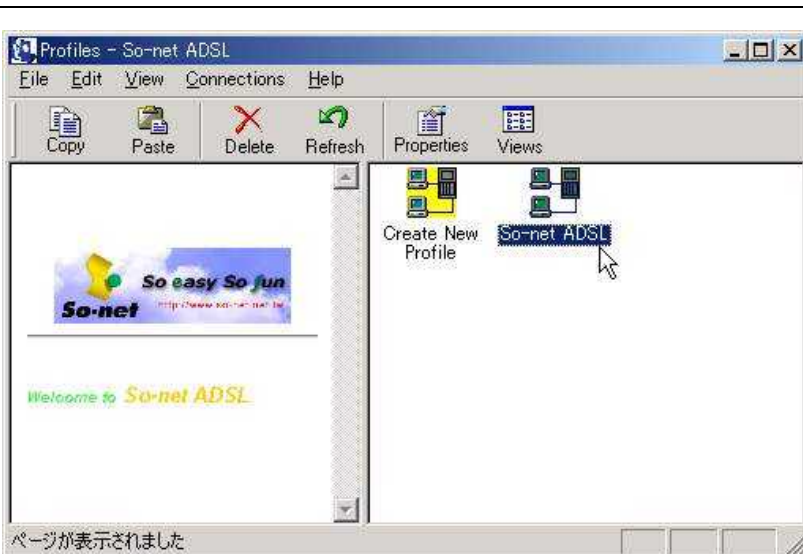 Profiles - So-net ADSL
File Edit View Connections Help
Copy Paste Delete Refresh Properties Views
So easy So fun
So-net
Welcome to So-net ADSL
Create New
Profile
So-net ADSL
ページが表示されました